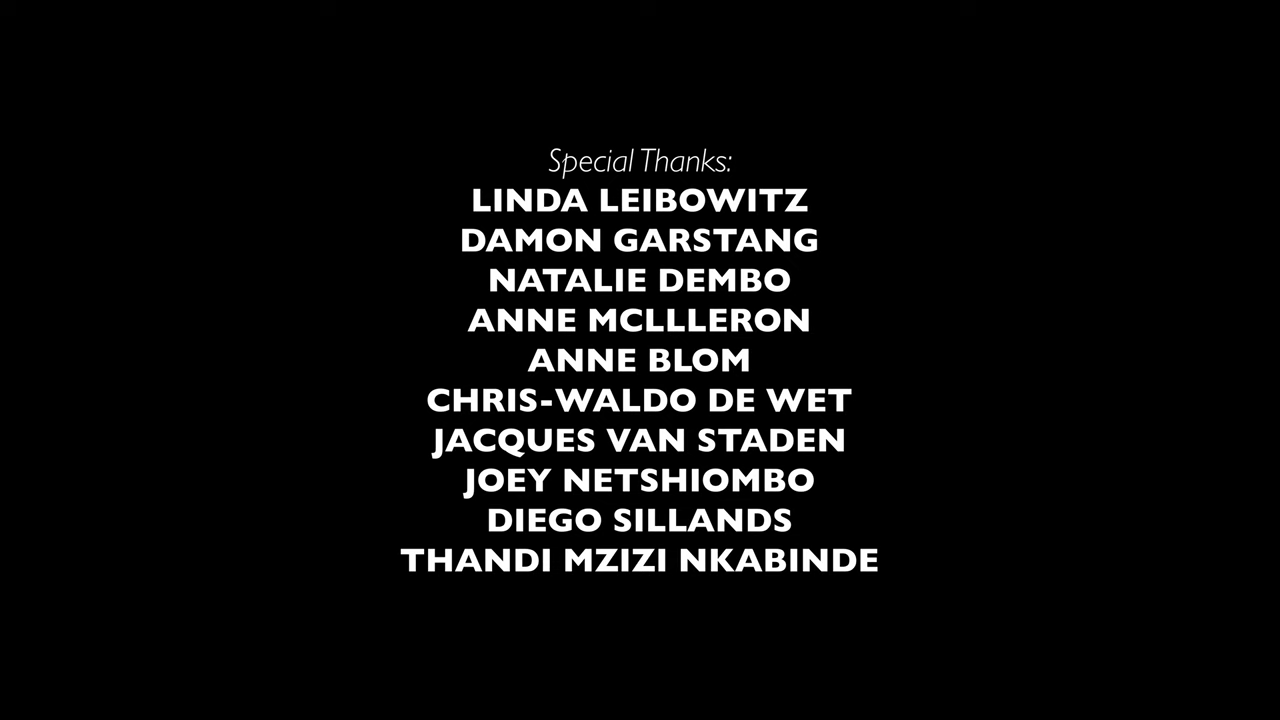 Special Thanks:
LINDA LEIBOWITZ
DAMON GARSTANG
NATALIE DEMBO
ANNE MCLLLERON
ANNE BLOM
CHRIS-WALDO DE WET
JACQUES VAN STADEN
JOEY NETSHIOMBO
DIEGO SILLANDS
THANDI MZIZI NKABINDE